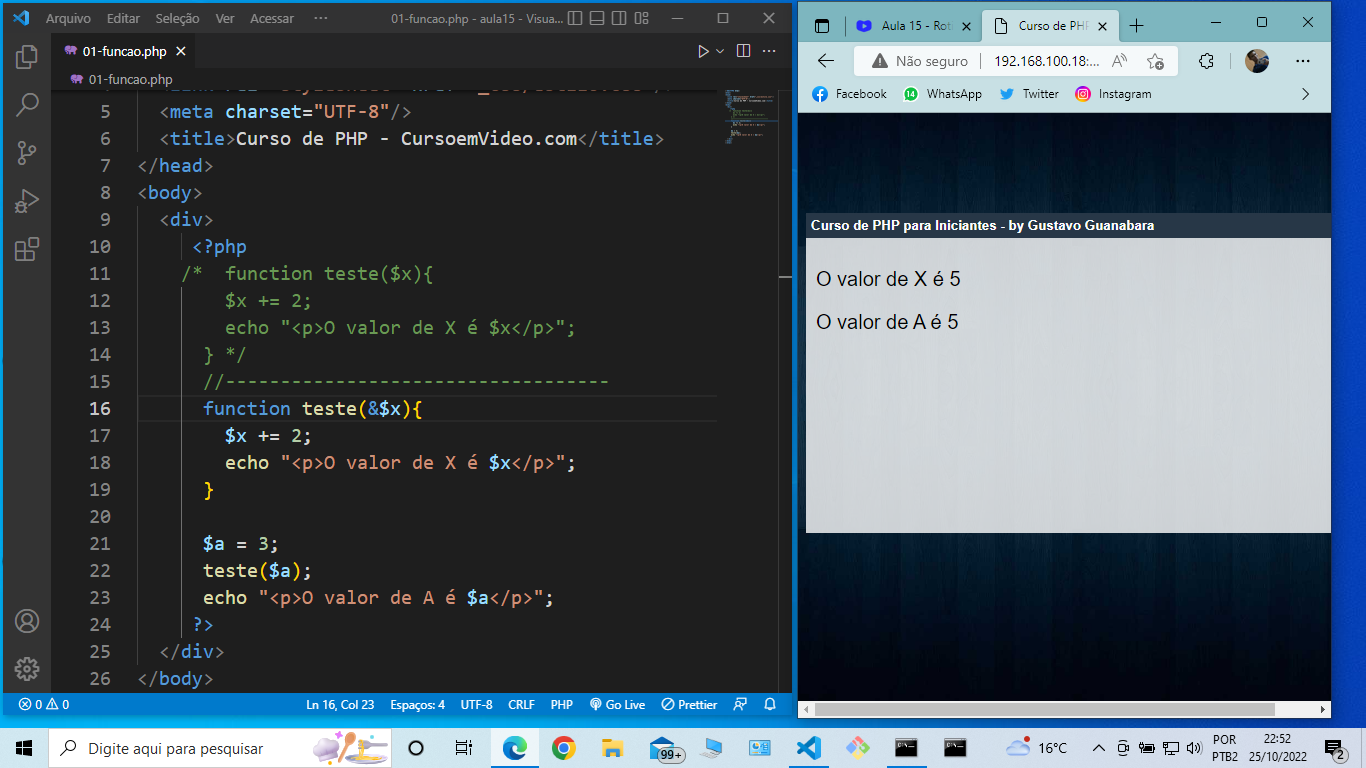 Arquivo Editar Seleção Ver Acessar ··· 01-funcao.php - aula15 - Visua...
01-funcao.php
01-funcao.php
5 <meta charset="UTF-8"/>
6 <title>Curso de PHP - CursoemVideo.com</title>
7 </head>
8 <body>
9 <div>
10 <?php
11 /* function teste($x){
12 $x += 2;
13 echo "<p>O valor de X é $x</p>";
14 } */
15 //-----------------------------------
16 function teste(&$x){
17 $x += 2;
18 echo "<p>O valor de X é $x</p>";
19 }
20
21 $a = 3;
22 teste($a);
23 echo "<p>O valor de A é $a</p>";
24 ?>
25 </div>
26 </body>
0 0 Ln 16, Col 23 Espaços: 4 UTF-8 CRLF PHP Go Live Prettier
Aula 15 - Rot Curso de PH
Não seguro 192.168.100.18:...
Facebook WhatsApp Twitter Instagram
Curso de PHP para Iniciantes - by Gustavo Guanabara
O valor de X é 5
O valor de A é 5
Digite aqui para pesquisar
99+
16°C
POR
PTB2
22:52
25/10/2022
2